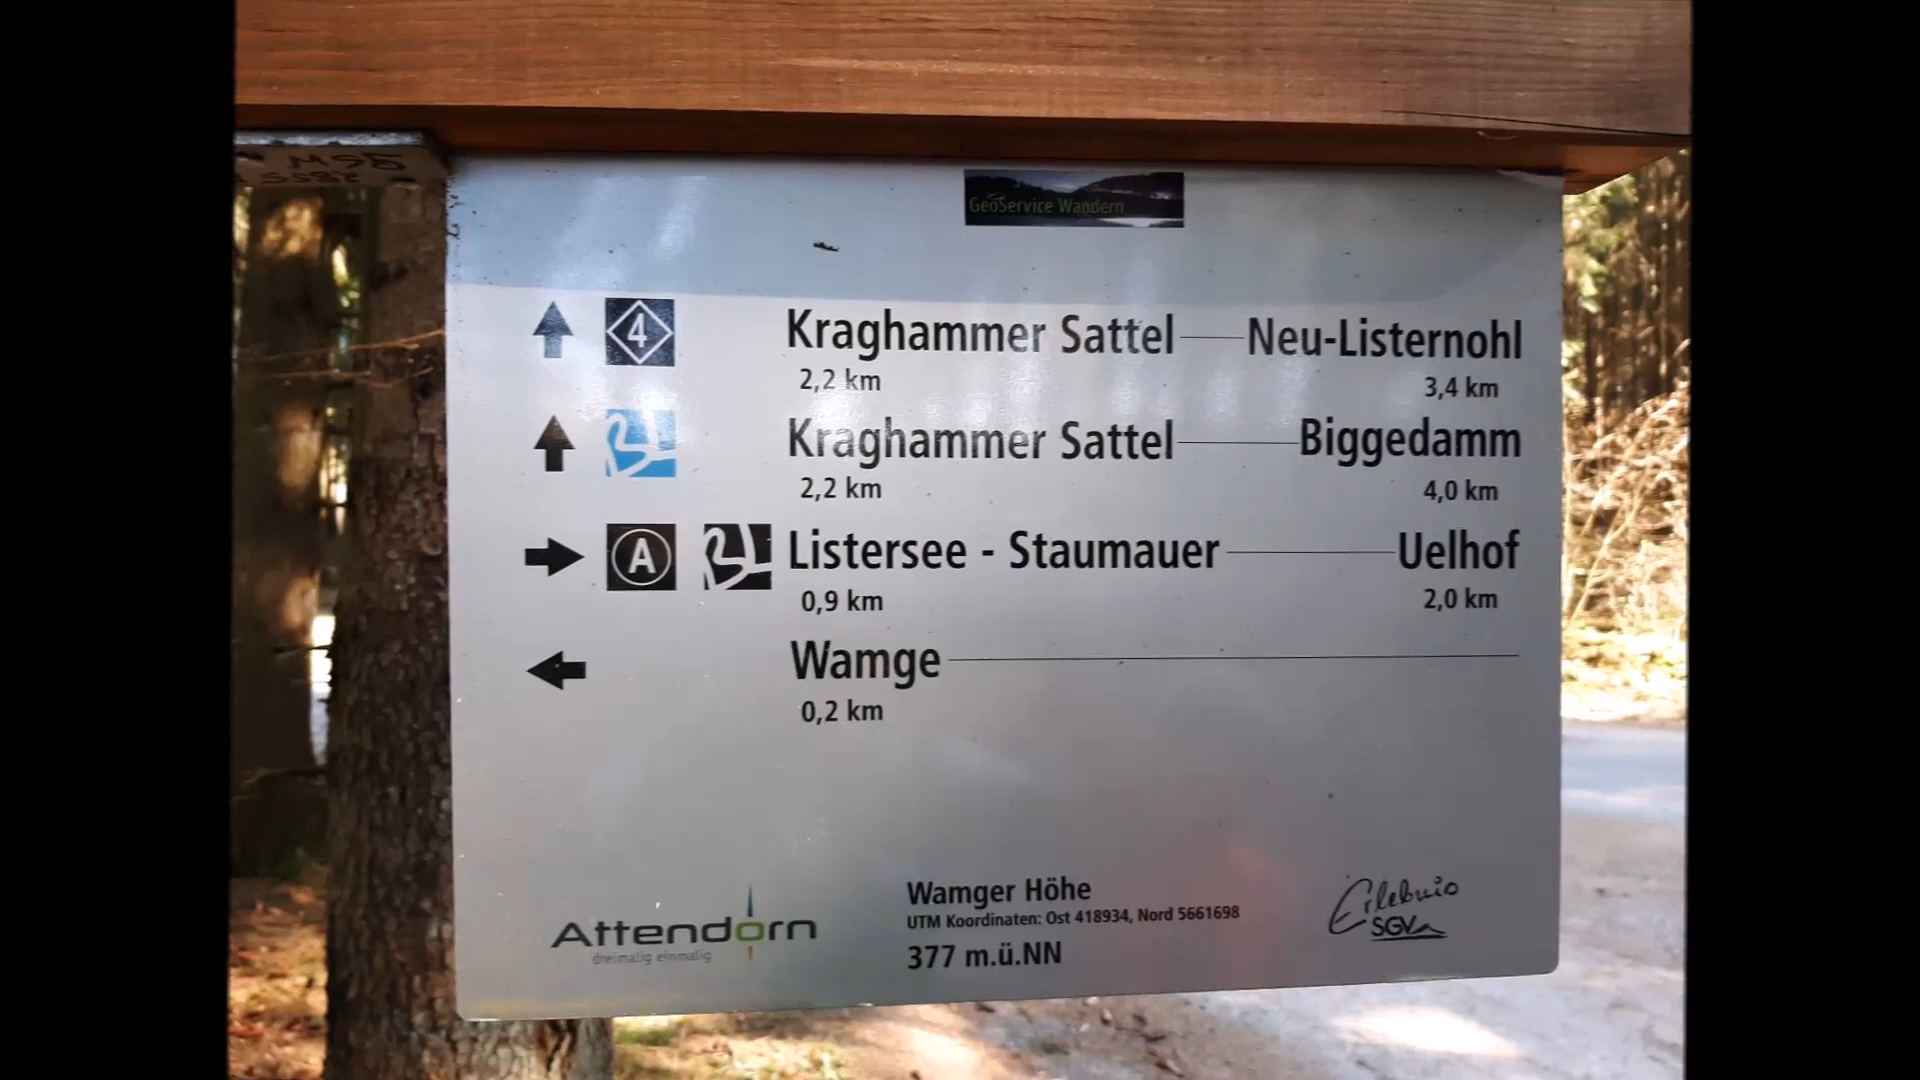 GeoService Wandern
4 Kraghammer Sattel Neu-Listernohl
2,2 km 3,4 km
Kraghammer Sattel Biggedamm
2,2 km 4,0 km
A Listersee - Staumauer Uelhof
0,9 km 2,0 km
Wamge
0,2 km
Attendorn
dreimalig einmalig
Wamger Höhe
UTM Koordinaten: Ost 418934, Nord 5661698
377 m.ü.NN
Erlebnis
SGV